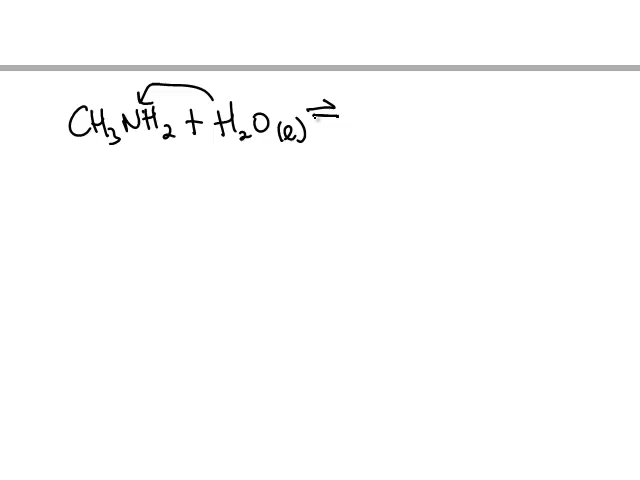 CH₃NH₂ + H₂O(l) ⇌